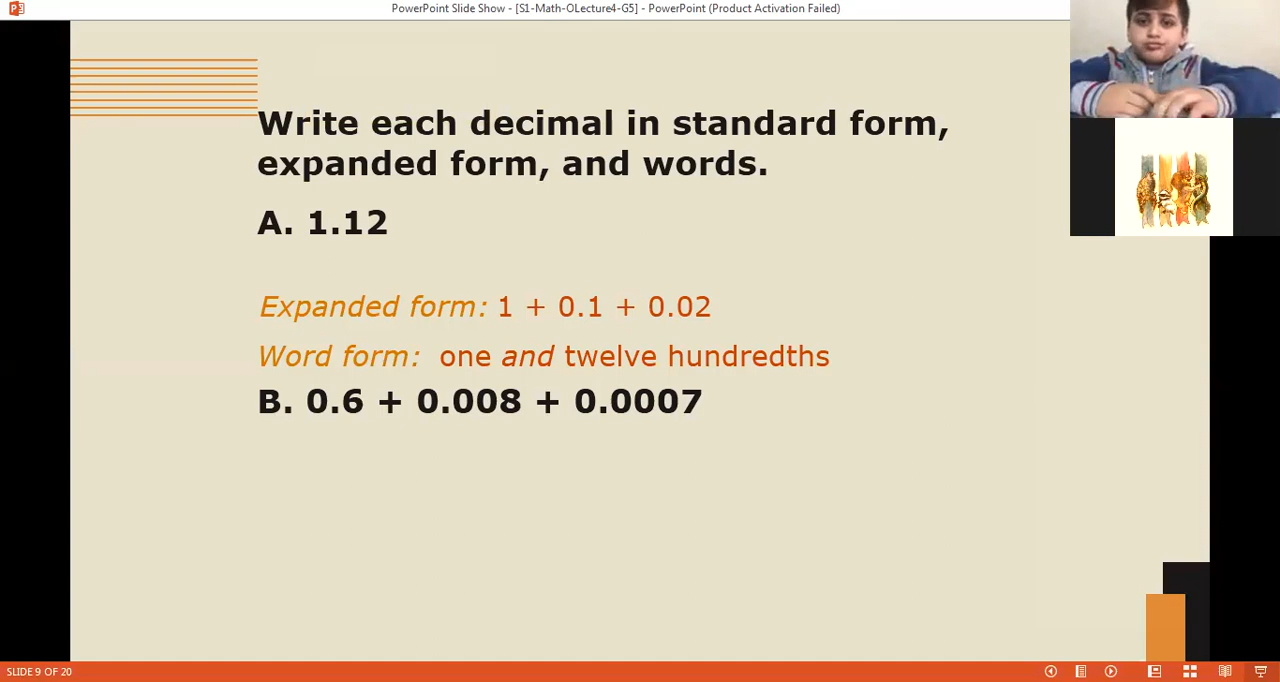 PowerPoint Slide Show - [S1-Math-OLecture4-G5] - PowerPoint (Product Activation Failed)
Write each decimal in standard form,
expanded form, and words.
A. 1.12
Expanded form: 1 + 0.1 + 0.02
Word form: one and twelve hundredths
B. 0.6 + 0.008 + 0.0007
SLIDE 9 OF 20